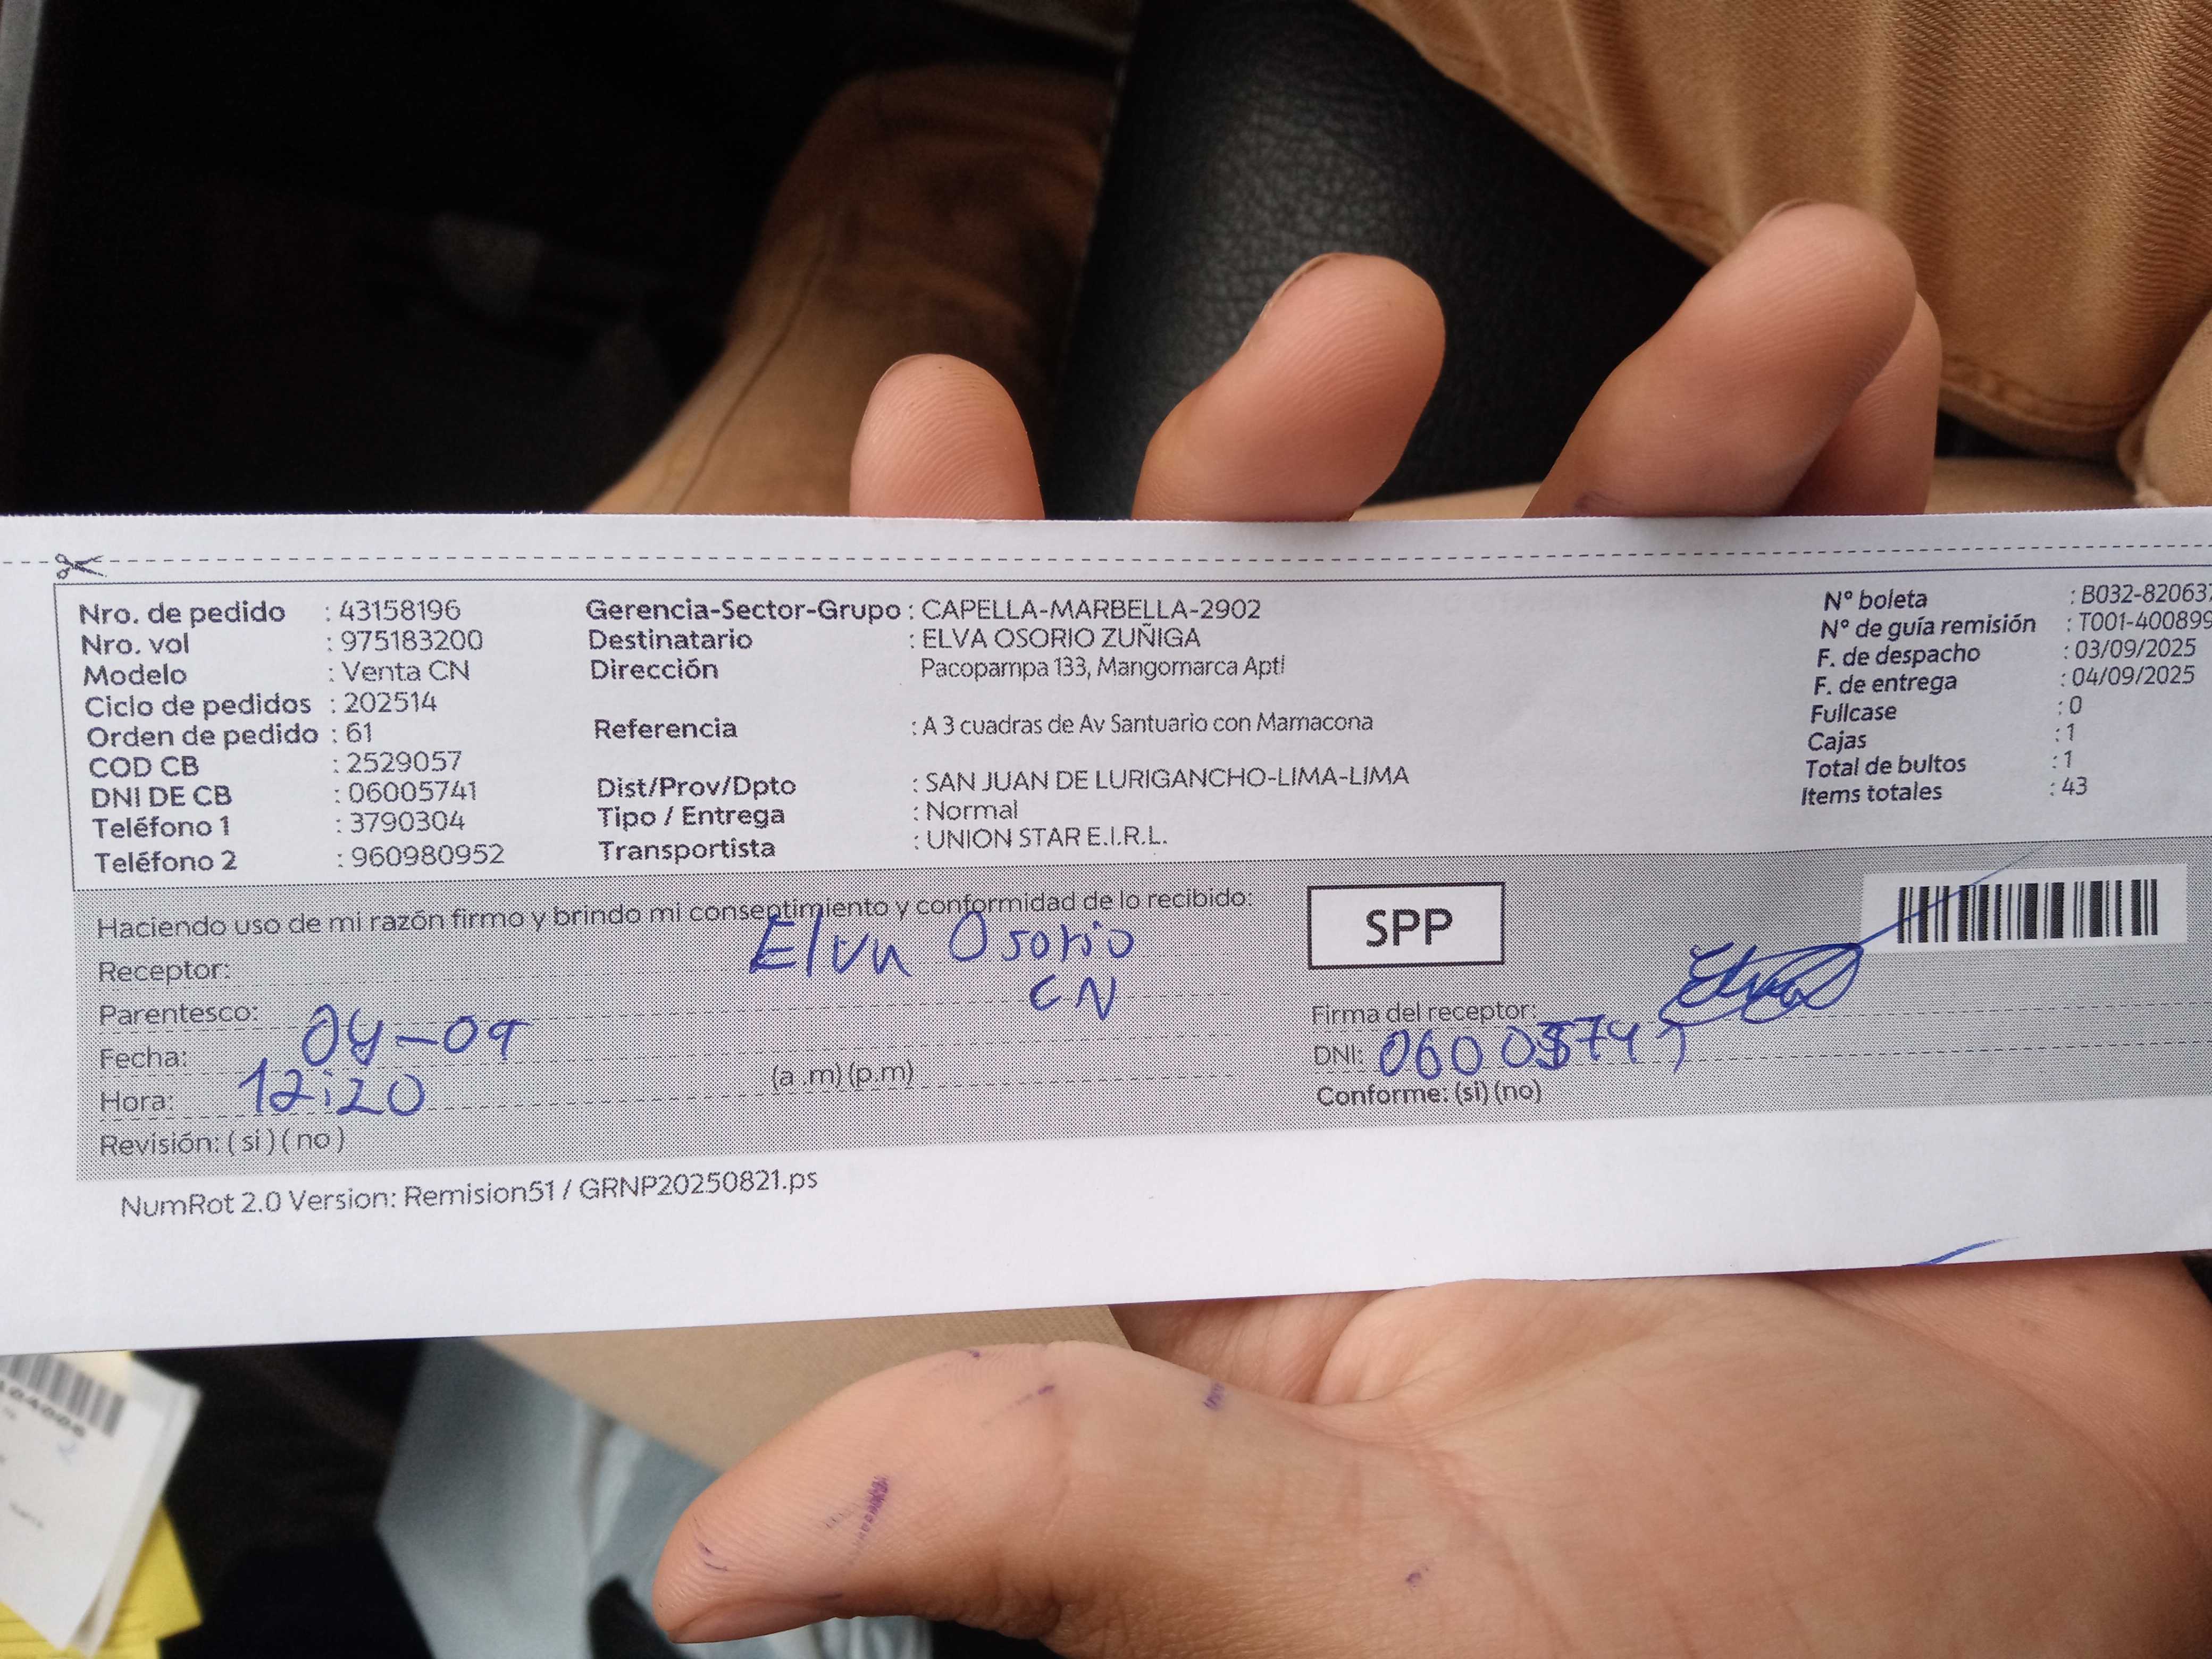 Nro. de pedido : 43158196
Nro. vol : 975183200
Modelo : Venta CN
Ciclo de pedidos : 202514
Orden de pedido : 61
COD CB : 2529057
DNI DE CB : 06005741
Teléfono 1 : 3790304
Teléfono 2 : 960980952
Gerencia-Sector-Grupo : CAPELLA-MARBELLA-2902
Destinatario : ELVA OSORIO ZUÑIGA
Dirección Pacopampa 133, Mangomarca Apti
Referencia : A 3 cuadras de Av Santuario con Mamacona
Dist/Prov/Dpto : SAN JUAN DE LURIGANCHO-LIMA-LIMA
Tipo / Entrega : Normal
Transportista : UNION STAR E.I.R.L.
N° boleta : B032-820637
N° de guía remisión : T001-400899
F. de despacho : 03/09/2025
F. de entrega : 04/09/2025
Fullcase : 0
Cajas : 1
Total de bultos : 1
Items totales : 43
Haciendo uso de mi razón firmo y brindo mi consentimiento y conformidad de lo recibido:
Receptor: Elva Osorio
Parentesco: CN
Fecha: 04-09
Hora: 12:20 (a .m) (p.m)
Revisión: ( si ) ( no )
SPP
Firma del receptor:
DNI: 06005741
Conforme: (si) (no)
NumRot 2.0 Version: Remision51 / GRNP20250821.ps